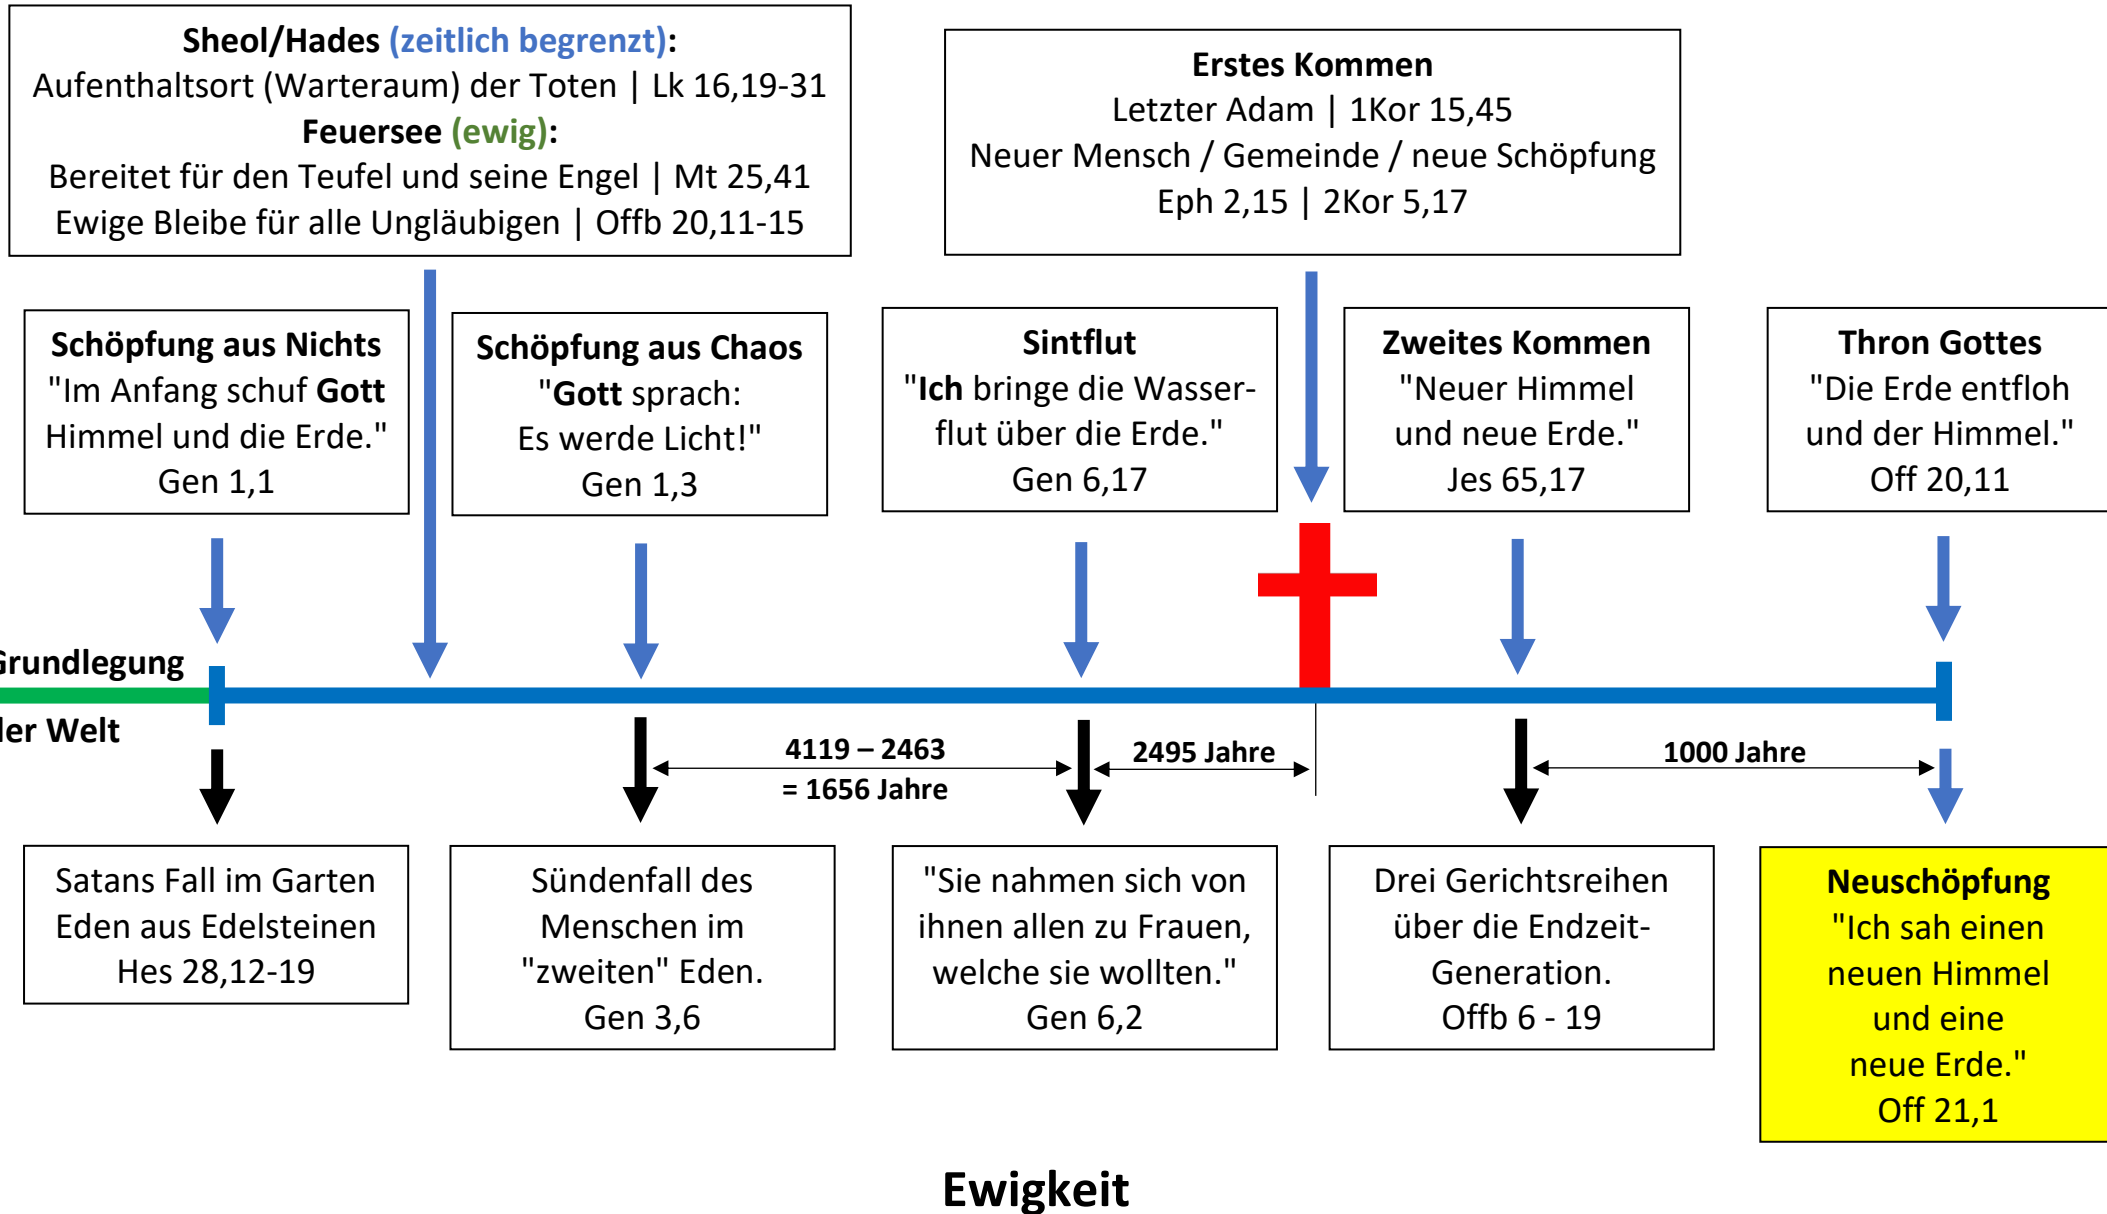 Sheol/Hades (zeitlich begrenzt):
Aufenthaltsort (Warteraum) der Toten | Lk 16,19-31
Feuersee (ewig):
Bereitet für den Teufel und seine Engel | Mt 25,41
Ewige Bleibe für alle Ungläubigen | Offb 20,11-15
Erstes Kommen
Letzter Adam | 1Kor 15,45
Neuer Mensch / Gemeinde / neue Schöpfung
Eph 2,15 | 2Kor 5,17
Schöpfung aus Nichts
"Im Anfang schuf Gott
Himmel und die Erde."
Gen 1,1
Schöpfung aus Chaos
"Gott sprach:
Es werde Licht!"
Gen 1,3
Sintflut
"Ich bringe die Wasser-
flut über die Erde."
Gen 6,17
Zweites Kommen
"Neuer Himmel
und neue Erde."
Jes 65,17
Thron Gottes
"Die Erde entfloh
und der Himmel."
Off 20,11
Grundlegung
der Welt
4119 – 2463
= 1656 Jahre
2495 Jahre
1000 Jahre
Satans Fall im Garten
Eden aus Edelsteinen
Hes 28,12-19
Sündenfall des
Menschen im
"zweiten" Eden.
Gen 3,6
"Sie nahmen sich von
ihnen allen zu Frauen,
welche sie wollten."
Gen 6,2
Drei Gerichtsreihen
über die Endzeit-
Generation.
Offb 6 - 19
Neuschöpfung
"Ich sah einen
neuen Himmel
und eine
neue Erde."
Off 21,1
Ewigkeit